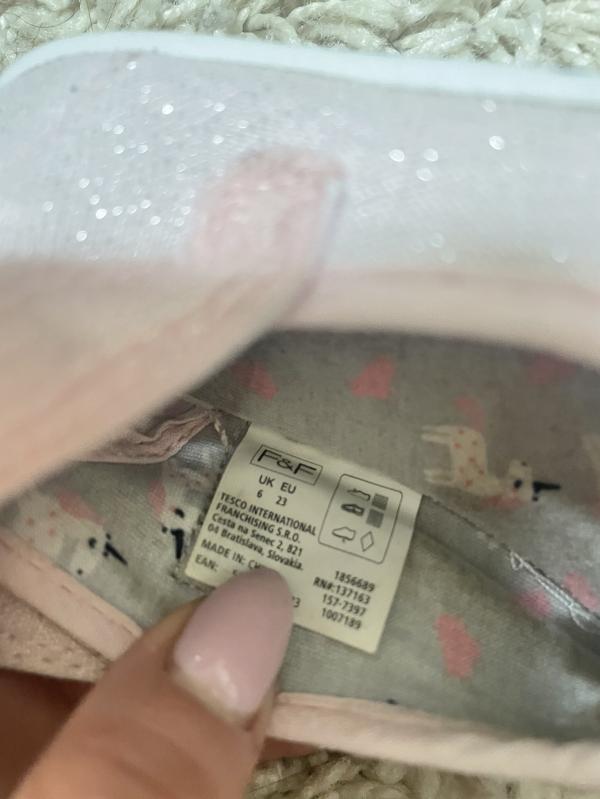 F&F
UK EU
6 23
TESCO INTERNATIONAL
FRANCHISING S.R.O.
Cesta na Senec 2, 821
04 Bratislava, Slovakia.
MADE IN:
EAN:
1856689
RN#:137163
157-7397
1007189